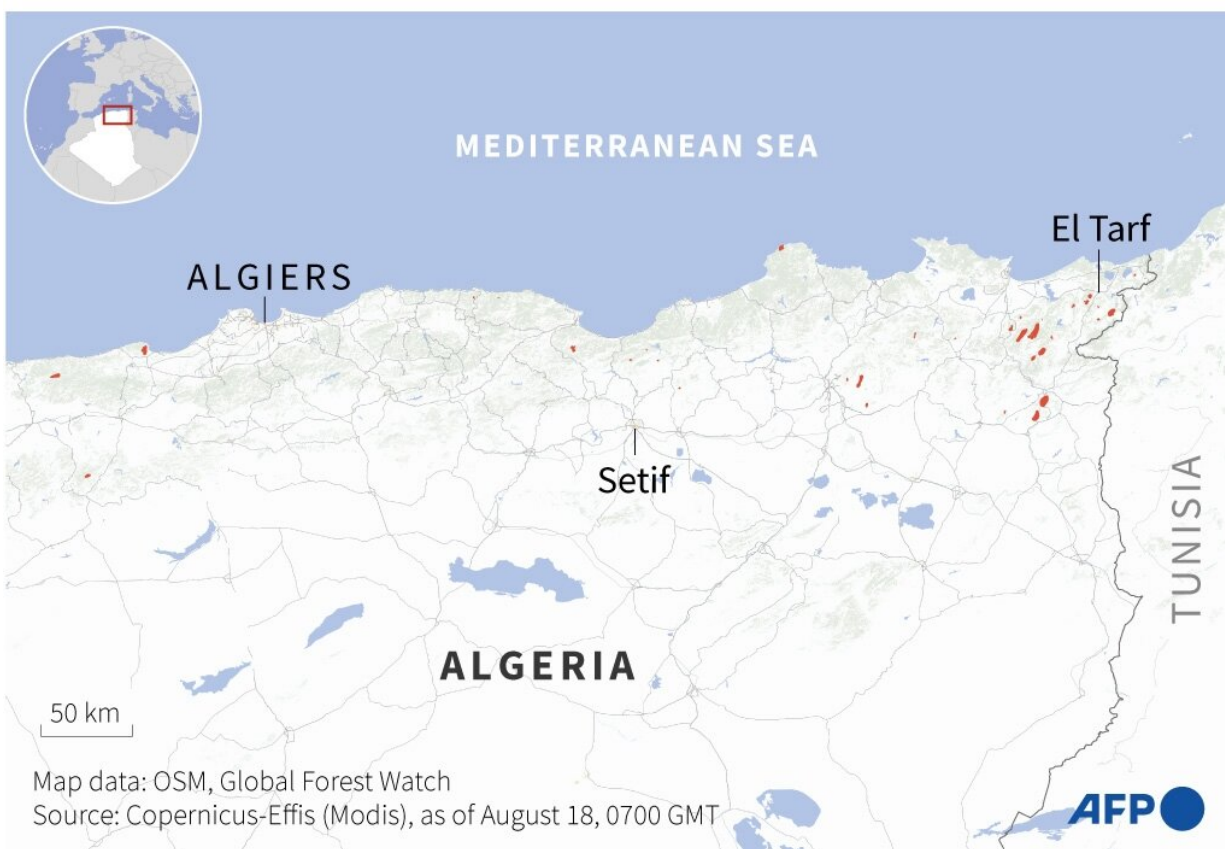 MEDITERRANEAN SEA
El Tarf
ALGIERS
Setif
TUNISIA
ALGERIA
50 km
Map data: OSM, Global Forest Watch
Source: Copernicus-Effis (Modis), as of August 18, 0700 GMT
AFP